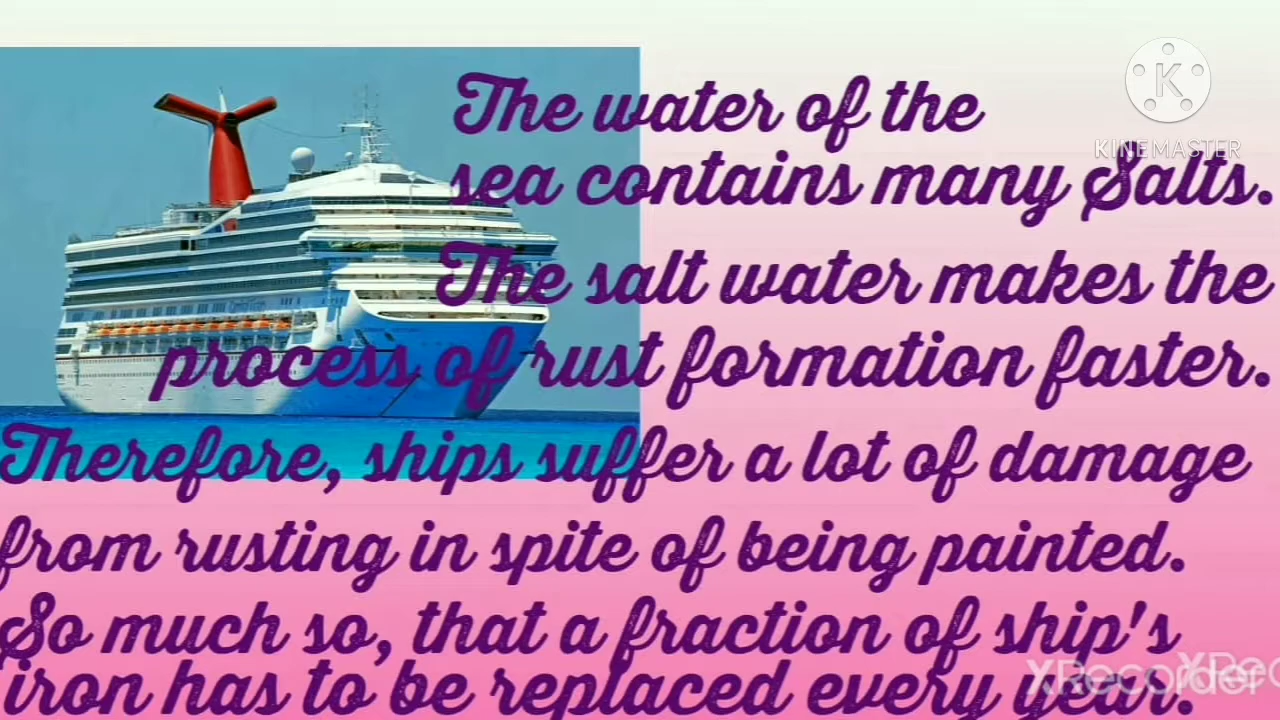 The water of the
sea contains many Salts.
The salt water makes the
process of rust formation faster.
Therefore, ships suffer a lot of damage
from rusting in spite of being painted.
So much so, that a fraction of ship's
iron has to be replaced every year.
K
KINEMASTER
XRecorder
XRec